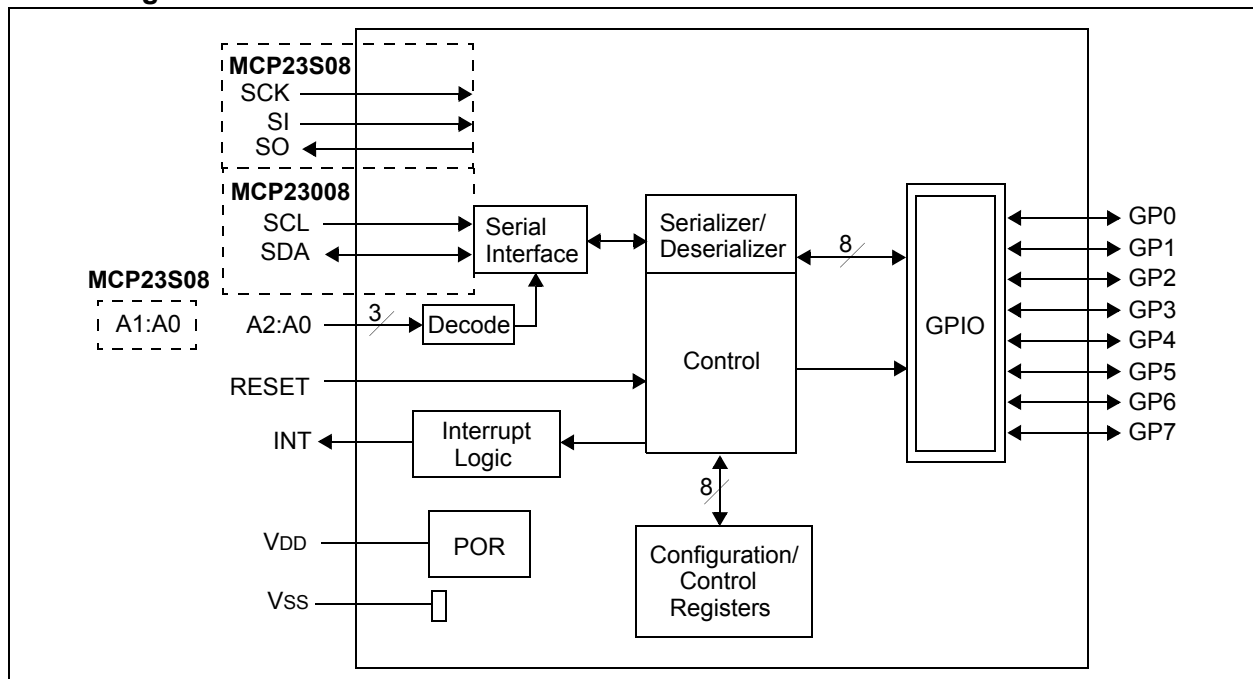 MCP23S08
SCK
SI
SO
MCP23008
SCL
SDA
MCP23S08
A1:A0
A2:A0
3
Decode
Serial
Interface
Serializer/
Deserializer
8
Control
GPIO
GP0
GP1
GP2
GP3
GP4
GP5
GP6
GP7
RESET
INT
Interrupt
Logic
8
VDD
POR
Configuration/
Control
Registers
VSS